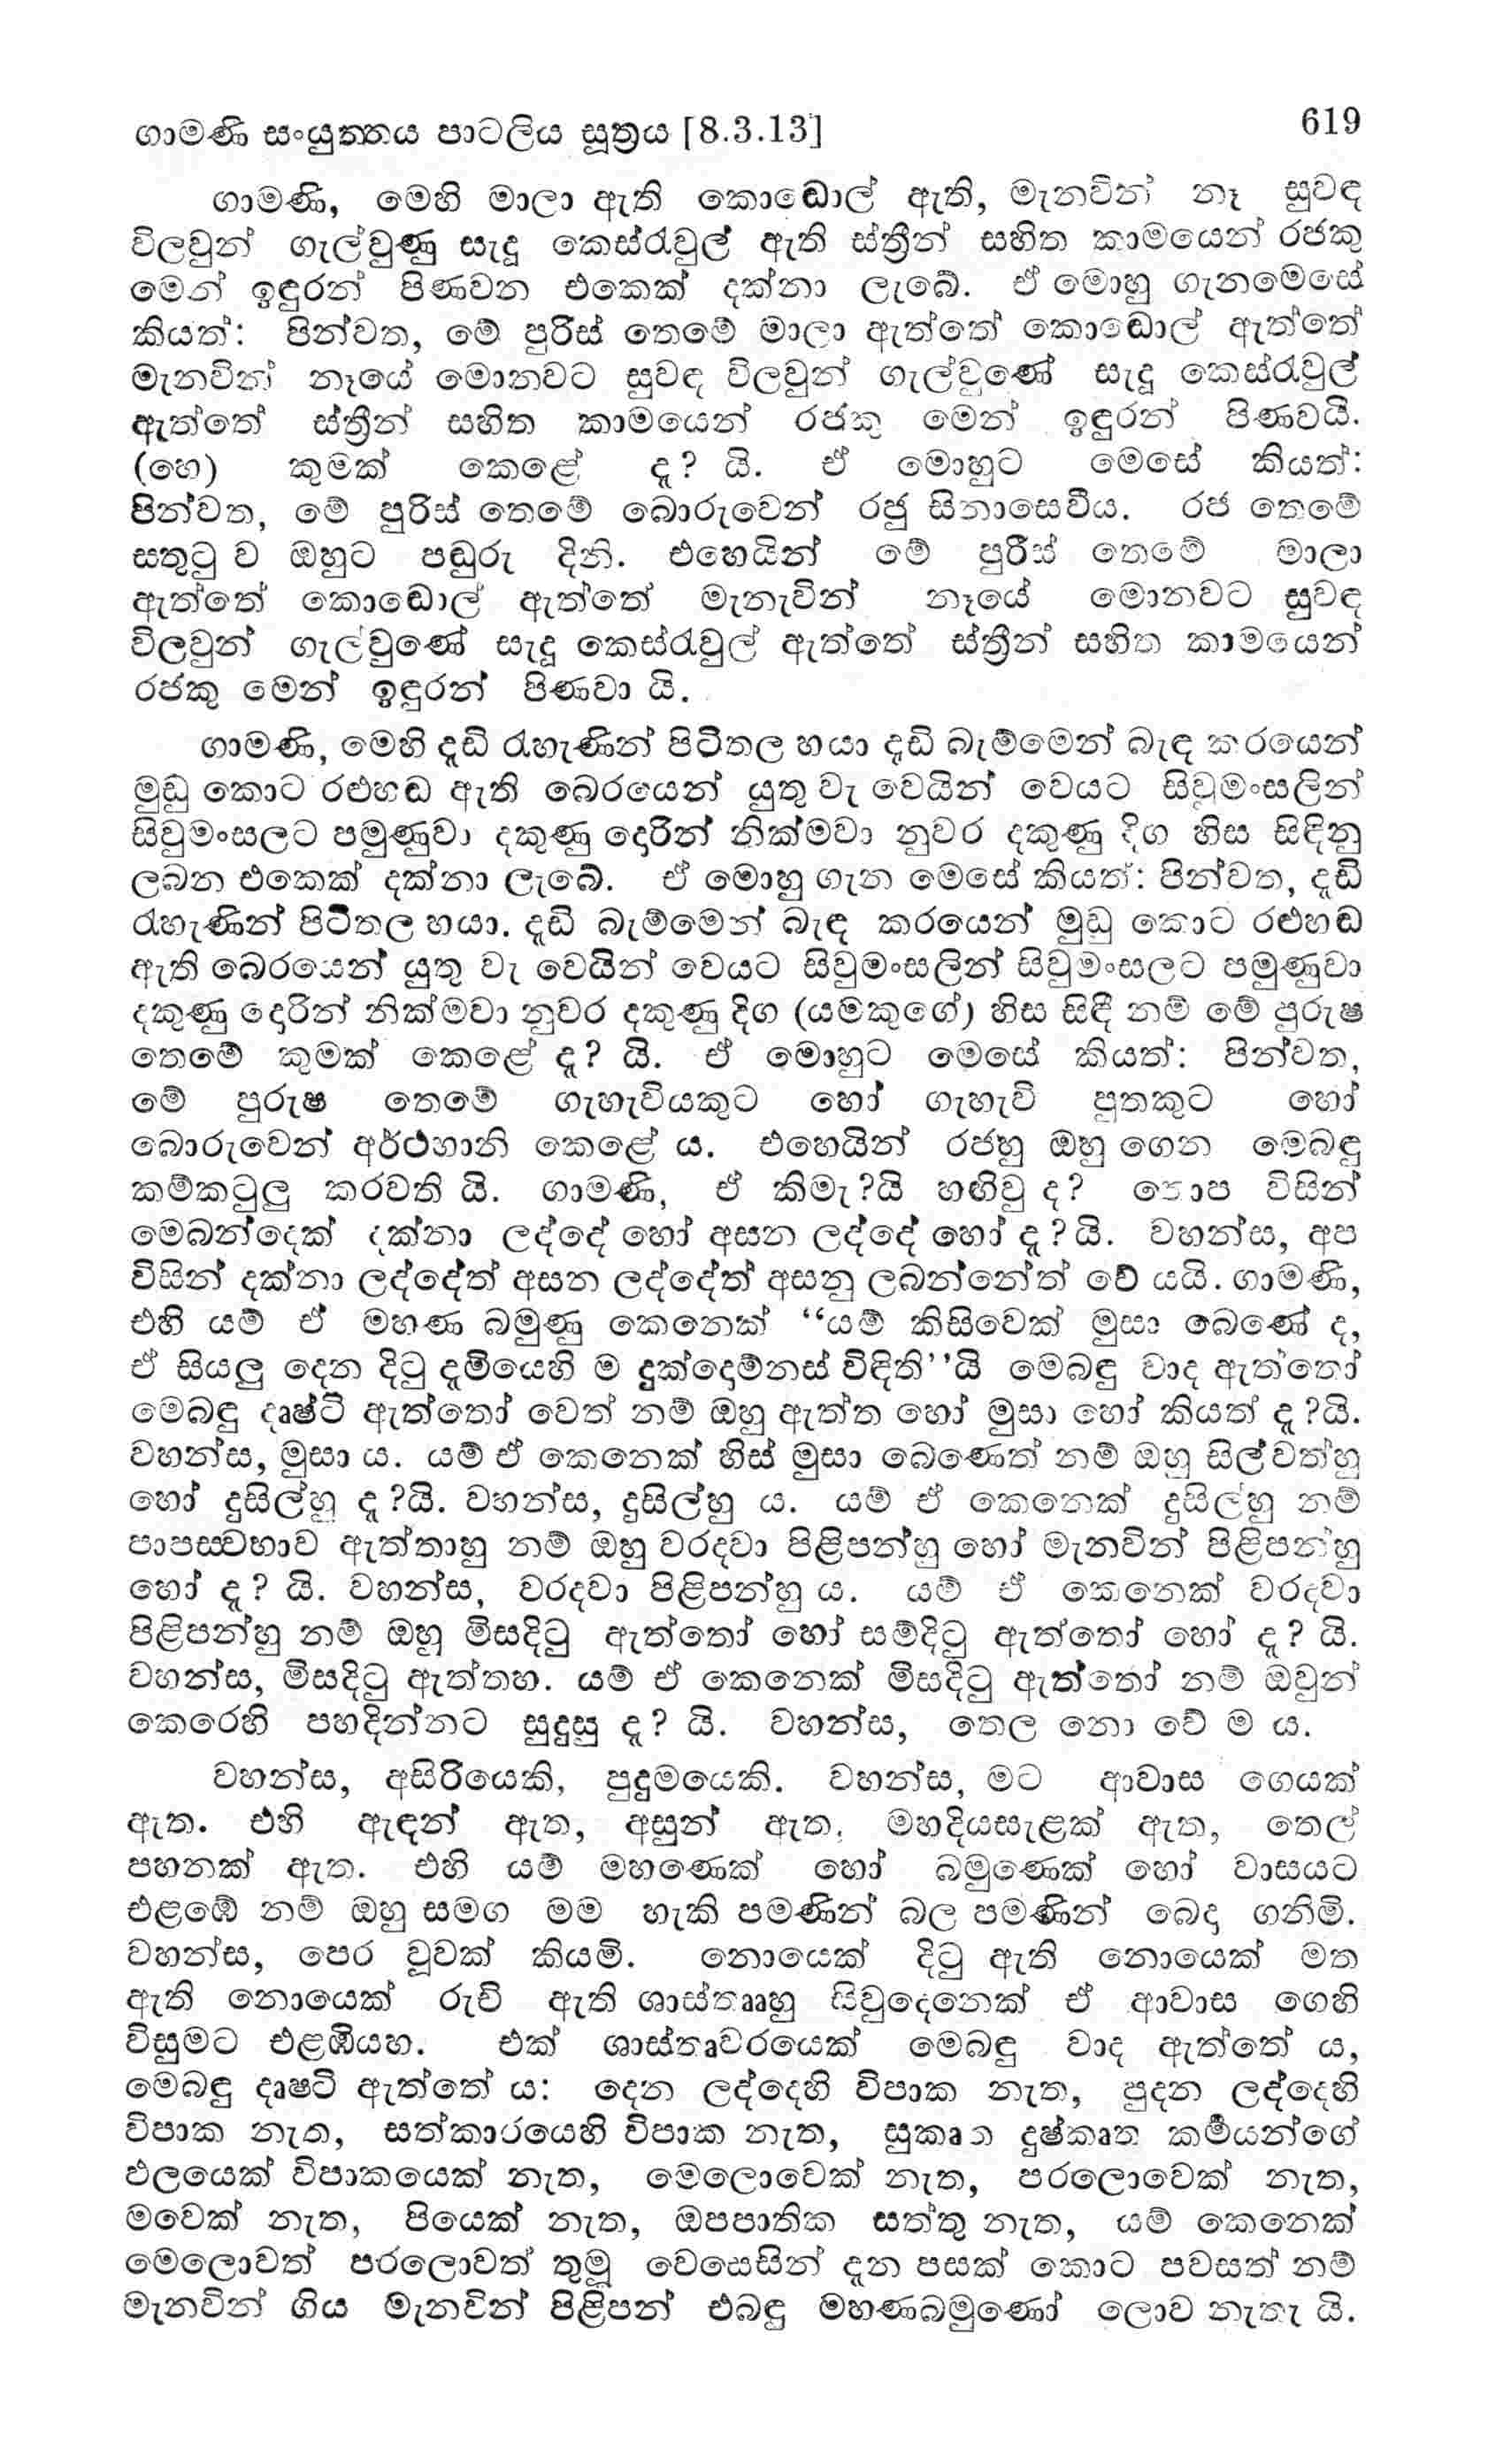 ගාමණි සංයුත්තය පාටලිය සූත්‍රය [8.3.13]
619
ගාමණි, මෙහි මාලා ඇති කොඬොල් ඇති, මැනවින් නෑ සුවඳ
විලවුන් ගැල්වුණු සැදූ කෙස්රැවුල් ඇති ස්ත්‍රීන් සහිත කාමයෙන් රජකු
මෙන් ඉඳුරන් පිණවන එකෙක් දක්නා ලැබේ. ඒ මොහු ගැනමෙසේ
කියත්: පින්වත, මේ පුරිස් තෙමේ මාලා ඇත්තේ කොඬොල් ඇත්තේ
මැනවින් නෑයේ මොනවට සුවඳ විලවුන් ගැල්වුණේ සැදූ කෙස්රැවුල්
ඇත්තේ ස්ත්‍රීන් සහිත කාමයෙන් රජකු මෙන් ඉඳුරන් පිණවයි.
(හෙ) කුමක් කෙළේ දැ? යි. ඒ මොහුට මෙසේ කියත්:
පින්වත, මේ පුරිස් තෙමේ බොරුවෙන් රජු සිනාසෙවීය. රජ තෙමේ
සතුටු ව ඔහුට පඬුරු දිනි. එහෙයින් මේ පුරිස් තෙමේ මාලා
ඇත්තේ කොඬොල් ඇත්තේ මැනැවින් නෑයේ මොනවට සුවඳ
විලවුන් ගැල්වුණේ සැදූ කෙස්රැවුල් ඇත්තේ ස්ත්‍රීන් සහිත කාමයෙන්
රජකු මෙන් ඉඳුරන් පිණවා යි.
ගාමණි, මෙහි දැඩි රැහැණින් පිටිතල හයා දැඩි බැම්මෙන් බැඳ කරයෙන්
මුඩු කොට රළුහඬ ඇති බෙරයෙන් යුතු වැ වෙයින් වෙයට සිවුමංසලින්
සිවුමංසලට පමුණුවා දකුණු දොරින් නික්මවා නුවර දකුණු දිග හිස සිඳිනු
ලබන එකෙක් දක්නා ලැබේ. ඒ මොහු ගැන මෙසේ කියත්: පින්වත, දැඩි
රැහැණින් පිටිතල හයා. දැඩි බැම්මෙන් බැඳ කරයෙන් මුඩු කොට රළුහඬ
ඇති බෙරයෙන් යුතු වැ වෙයින් වෙයට සිවුමංසලින් සිවුමංසලට පමුණුවා
දකුණු දොරින් නික්මවා නුවර දකුණු දිග (යමකුගේ) හිස සිඳී නම් මේ පුරුෂ
තෙමේ කුමක් කෙළේ දැ? යි. ඒ මොහුට මෙසේ කියත්: පින්වත,
මේ පුරුෂ තෙමේ ගැහැවියකුට හෝ ගැහැවි පුතකුට හෝ
බොරුවෙන් අර්ථහානි කෙළේ ය. එහෙයින් රජහු ඔහු ගෙන මෙබඳු
කම්කටුලු කරවති යි. ගාමණි, ඒ කිමැ?යි හඟිවු ද? තොප විසින්
මෙබන්දෙක් දක්නා ලද්දේ හෝ අසන ලද්දේ හෝ දැ?යි. වහන්ස, අප
විසින් දක්නා ලද්දේත් අසන ලද්දේත් අසනු ලබන්නේත් වේ යයි. ගාමණි,
එහි යම් ඒ මහණ බමුණු කෙනෙක් “යම් කිසිවෙක් මුසා බෙණේ ද,
ඒ සියලු දෙන දිටු දැමියෙහි ම දුක්දොම්නස් විඳිති’’යි මෙබඳු වාද ඇත්තෝ
මෙබඳු දෘෂ්ටි ඇත්තෝ වෙත් නම් ඔහු ඇත්ත හෝ මුසා හෝ කියත් දැ?යි.
වහන්ස, මුසා ය. යම් ඒ කෙනෙක් හිස් මුසා බෙණෙත් නම් ඔහු සිල්වත්හු
හෝ දුසිල්හු දැ?යි. වහන්ස, දුසිල්හු ය. යම් ඒ කෙනෙක් දුසිල්හු නම්
පාපස්වභාව ඇත්තාහු නම් ඔහු වරදවා පිළිපන්හු හෝ මැනවින් පිළිපන්හු
හෝ දැ? යි. වහන්ස, වරදවා පිළිපන්හු ය. යම් ඒ කෙනෙක් වරදවා
පිළිපන්හු නම් ඔහු මිසදිටු ඇත්තෝ හෝ සම්දිටු ඇත්තෝ හෝ දැ? යි.
වහන්ස, මිසදිටු ඇත්තහ. යම් ඒ කෙනෙක් මිසදිටු ඇත්තෝ නම් ඔවුන්
කෙරෙහි පහදින්නට සුදුසු දැ? යි. වහන්ස, තෙල නො වේ ම ය.
වහන්ස, අසිරියෙකි, පුදුමයෙකි. වහන්ස, මට ආවාස ගෙයක්
ඇත. එහි ඇඳන් ඇත, අසුන් ඇත, මහදියසැළක් ඇත, තෙල්
පහනක් ඇත. එහි යම් මහණෙක් හෝ බමුණෙක් හෝ වාසයට
එළඹේ නම් ඔහු සමග මම හැකි පමණින් බල පමණින් බෙදා ගනිමි.
වහන්ස, පෙර වූවක් කියමි. නොයෙක් දිටු ඇති නොයෙක් මත
ඇති නොයෙක් රුචි ඇති ශාස්තෲහු සිවුදෙනෙක් ඒ ආවාස ගෙහි
විසුමට එළඹියහ. එක් ශාස්තෘවරයෙක් මෙබඳු වාද ඇත්තේ ය,
මෙබඳු දෘෂ්ටි ඇත්තේ ය: දෙන ලද්දෙහි විපාක නැත, පුදන ලද්දෙහි
විපාක නැත, සත්කාරයෙහි විපාක නැත, සුකෘත දුෂ්කෘත කර්‍මයන්ගේ
ඵලයෙක් විපාකයෙක් නැත, මෙලොවෙක් නැත, පරලොවෙක් නැත,
මවෙක් නැත, පියෙක් නැත, ඔපපාතික සත්තු නැත, යම් කෙනෙක්
මෙලොවත් පරලොවත් තුමූ වෙසෙසින් දැන පසක් කොට පවසත් නම්
මැනවින් ගිය මැනවින් පිළිපන් එබඳු මහණබමුණෝ ලොව නැතැ යි.